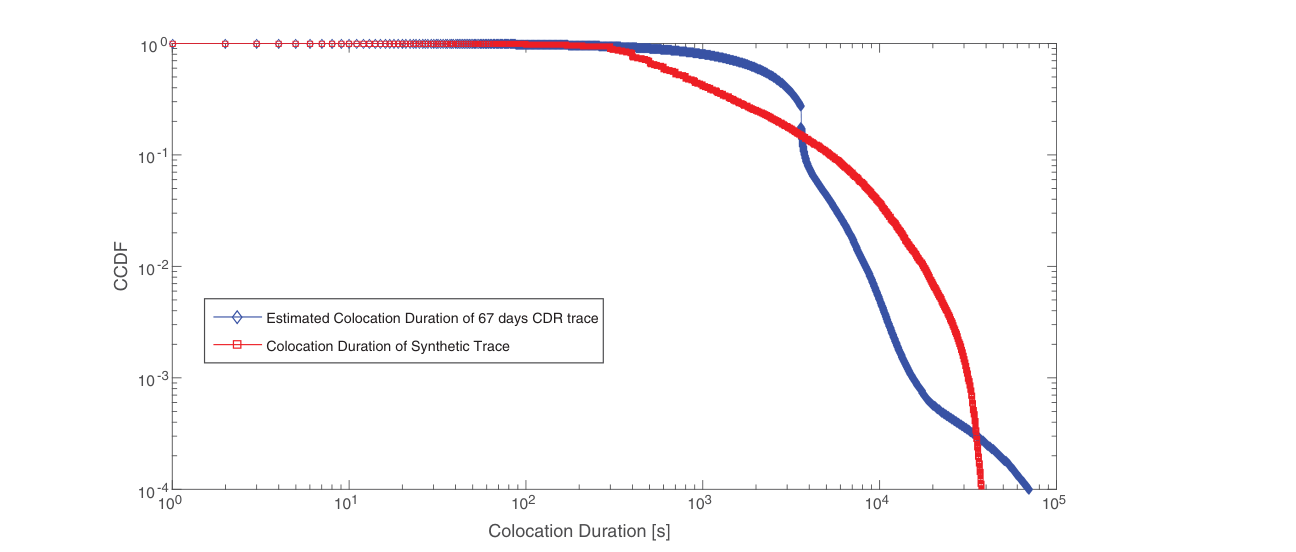 10^0
10^-1
10^-2
10^-3
10^-4
CCDF
Estimated Colocation Duration of 67 days CDR trace
Colocation Duration of Synthetic Trace
10^0 10^1 10^2 10^3 10^4 10^5
Colocation Duration [s]